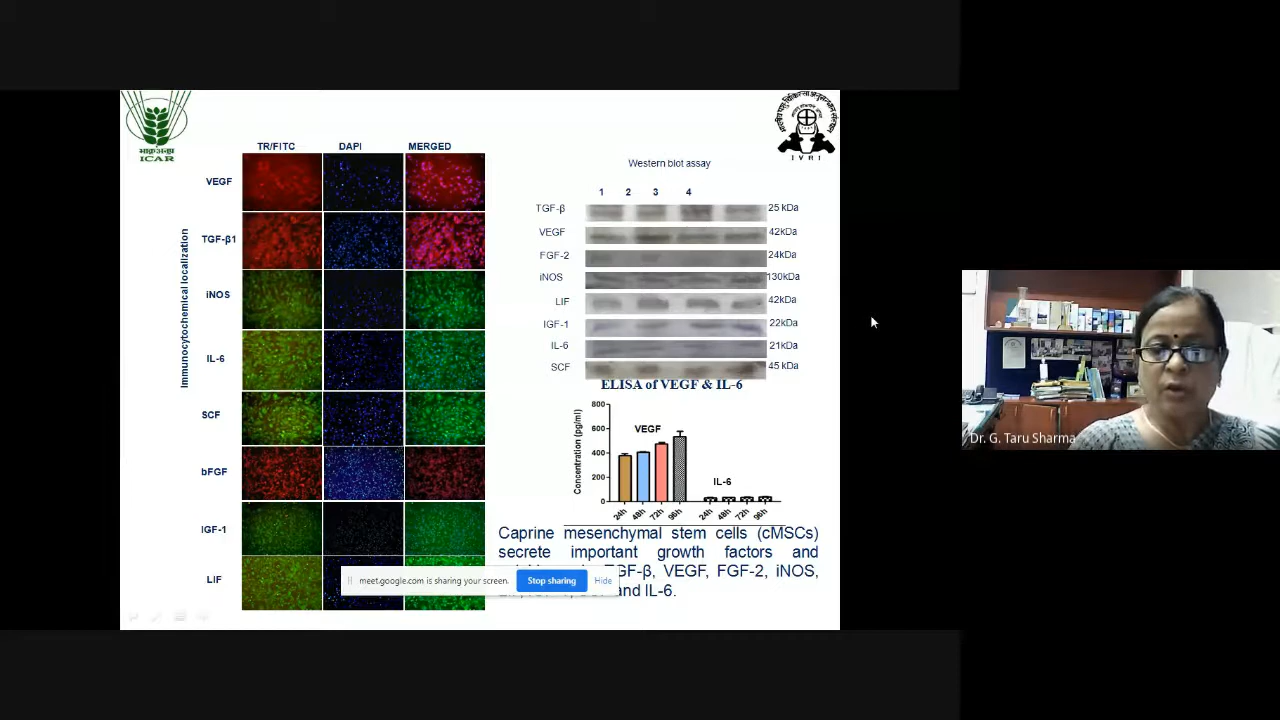 ICAR
IVRI
TR/FITC DAPI MERGED
Immunocytochemical localization
VEGF
TGF-β1
iNOS
IL-6
SCF
bFGF
IGF-1
LIF
Western blot assay
1 2 3 4
TGF-β 25 kDa
VEGF 42kDa
FGF-2 24kDa
iNOS 130kDa
LIF 42kDa
IGF-1 22kDa
IL-6 21kDa
SCF 45 kDa
ELISA of VEGF & IL-6
Concentration (pg/ml)
800
600
400
200
0
VEGF
IL-6
24h 48h 72h 96h 24h 48h 72h 96h
Caprine mesenchymal stem cells (cMSCs)
secrete important growth factors and
TGF-β, VEGF, FGF-2, iNOS,
and IL-6.
meet.google.com is sharing your screen. Stop sharing Hide
Dr. G. Taru Sharma